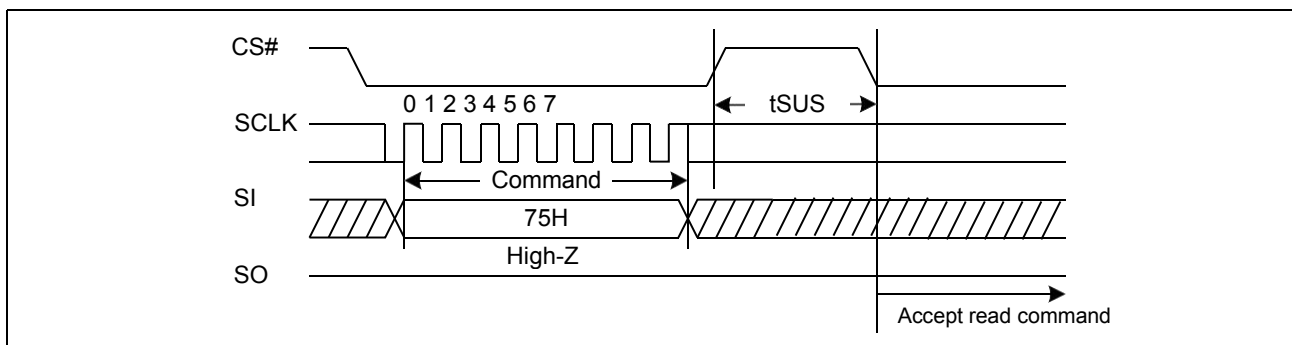 CS#
tSUS
0 1 2 3 4 5 6 7
SCLK
Command
SI
75H
High-Z
SO
Accept read command